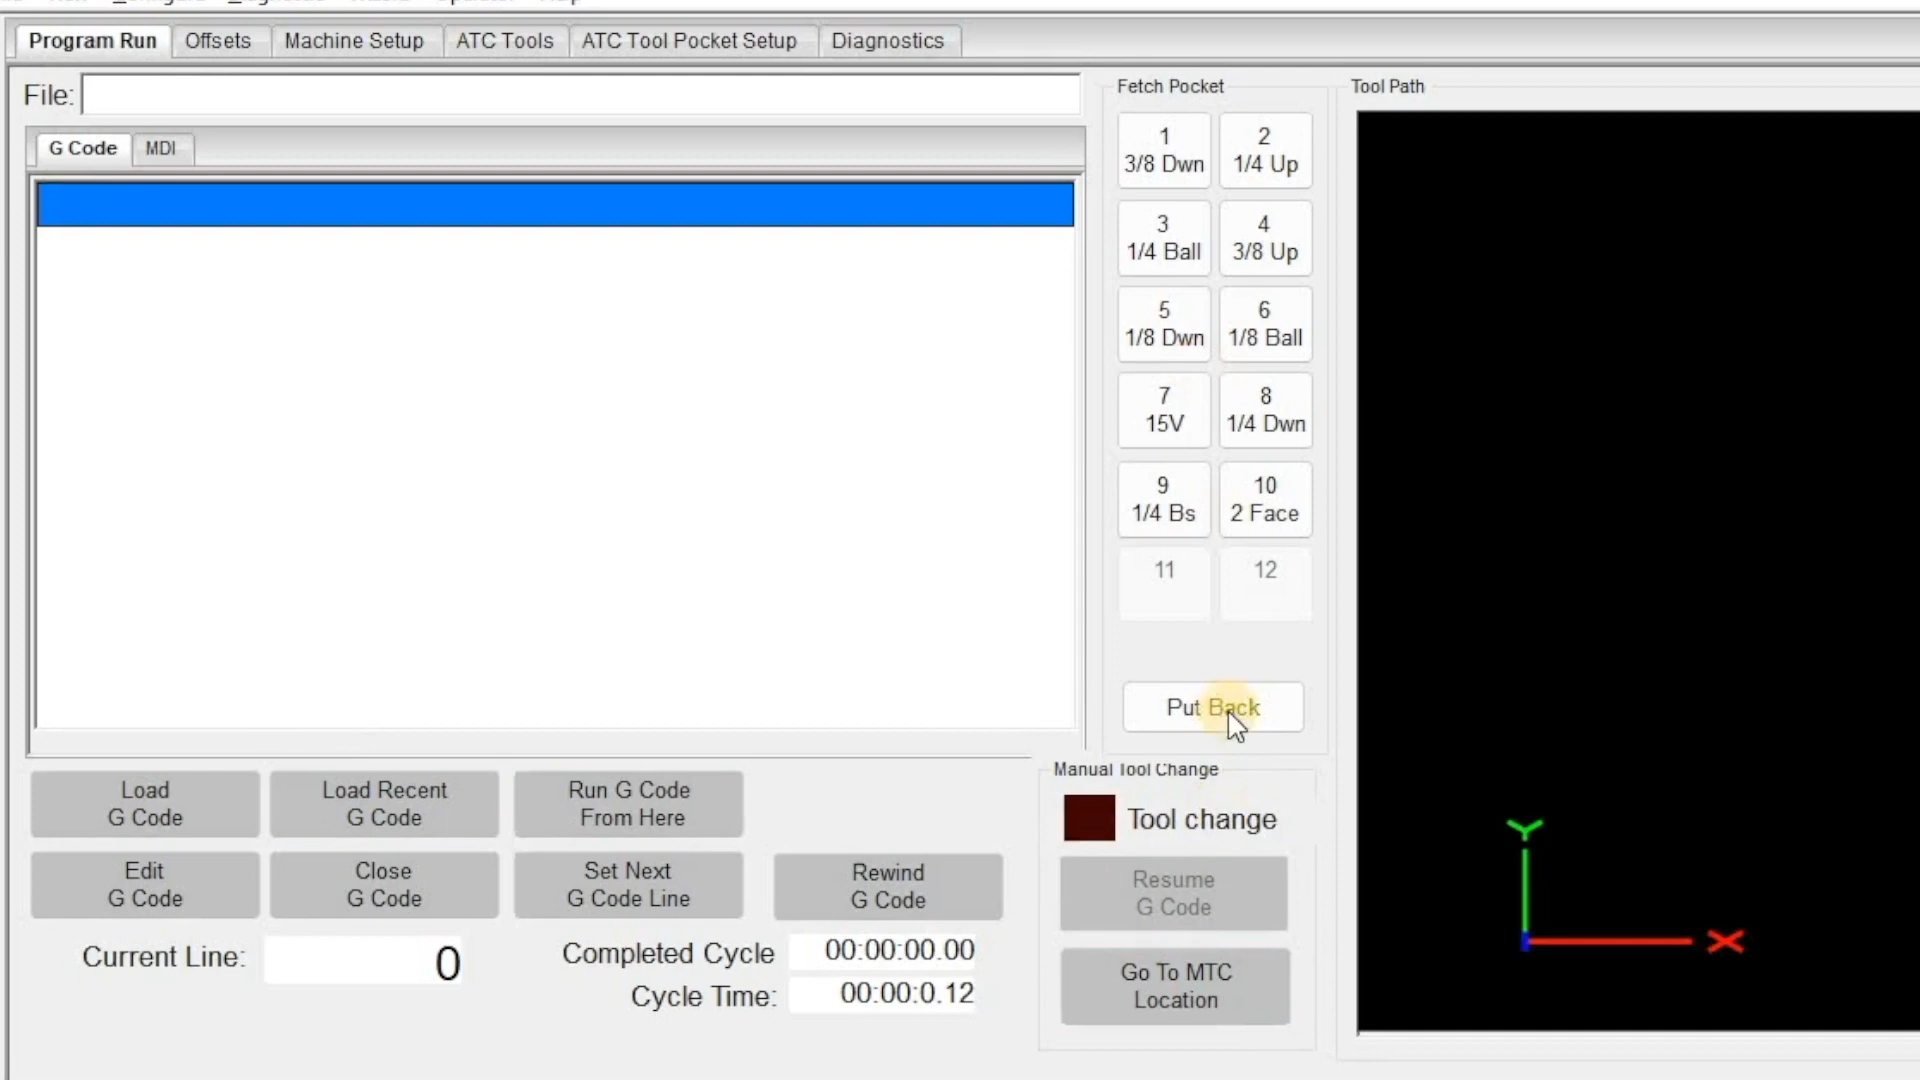 Program Run
Offsets
Machine Setup
ATC Tools
ATC Tool Pocket Setup
Diagnostics
File:
G Code
MDI
Fetch Pocket
1
3/8 Dwn
2
1/4 Up
3
1/4 Ball
4
3/8 Up
5
1/8 Dwn
6
1/8 Ball
7
15V
8
1/4 Dwn
9
1/4 Bs
10
2 Face
11
12
Put Back
Tool Path
Y
X
Load
G Code
Load Recent
G Code
Run G Code
From Here
Edit
G Code
Close
G Code
Set Next
G Code Line
Rewind
G Code
Current Line:
0
Completed Cycle
00:00:00.00
Cycle Time:
00:00:0.12
Manual Tool Change
Tool change
Resume
G Code
Go To MTC
Location